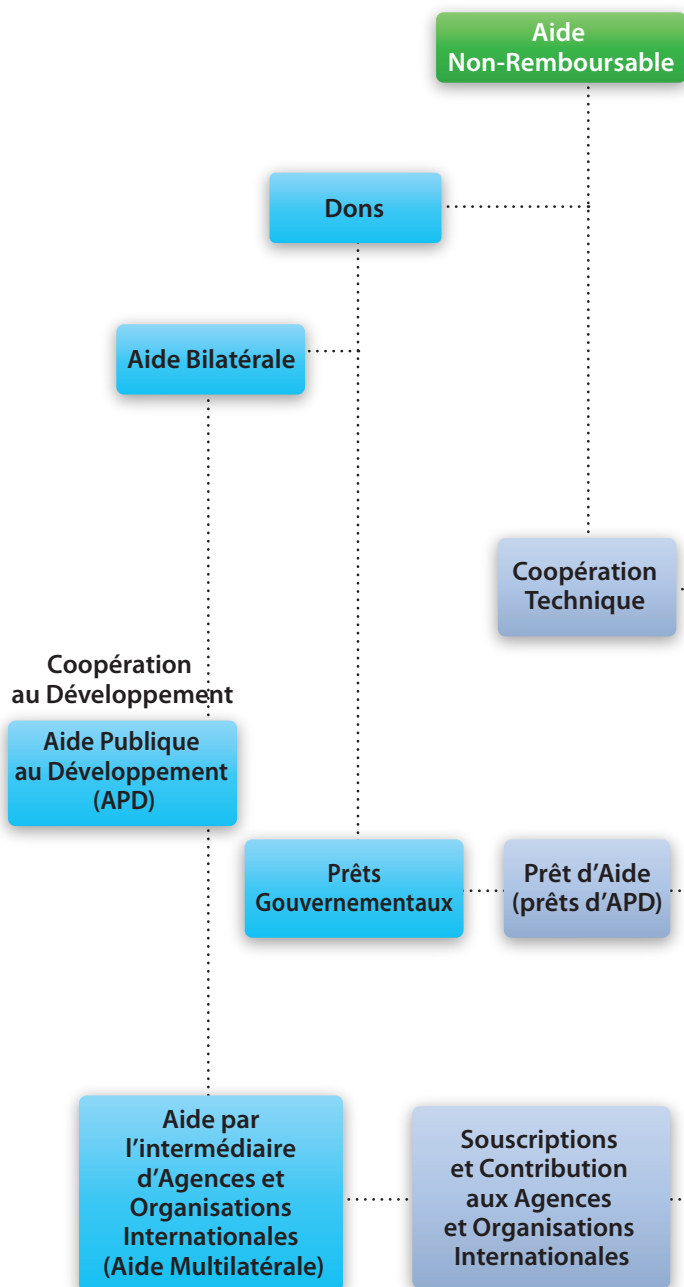 Aide
Non-Remboursable
Dons
Aide Bilatérale
Coopération
Technique
Coopération
au Développement
Aide Publique
au Développement
(APD)
Prêts
Gouvernementaux
Prêt d'Aide
(prêts d'APD)
Aide par
l'intermédiaire
d'Agences et
Organisations
Internationales
(Aide Multilatérale)
Souscriptions
et Contribution
aux Agences
et Organisations
Internationales